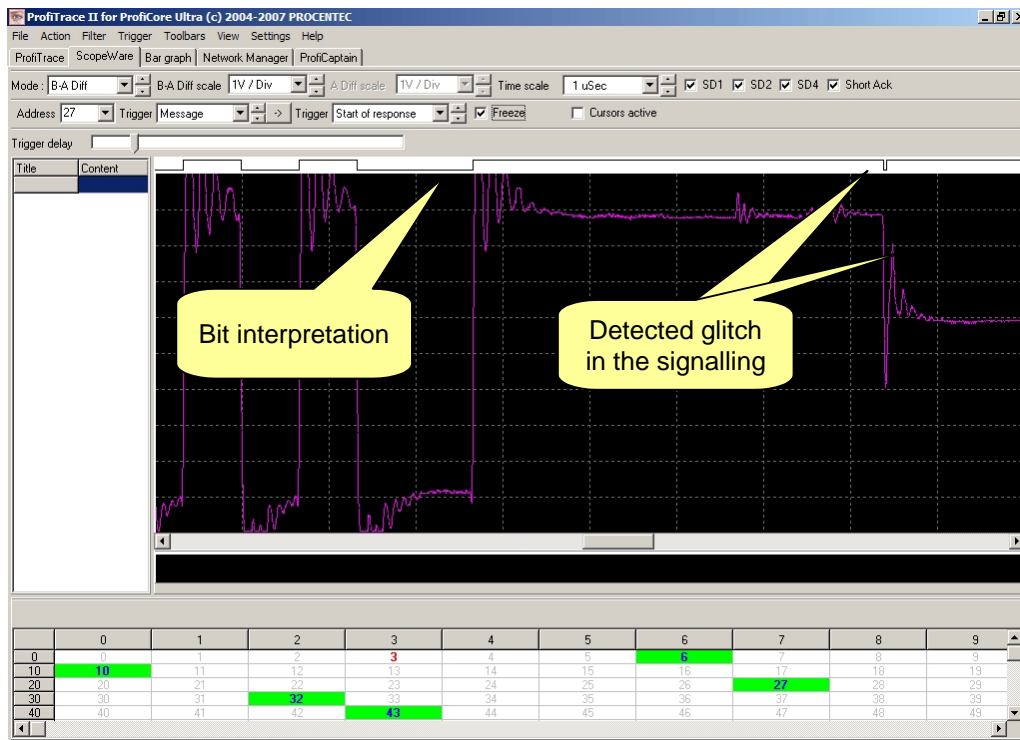 ProfiTrace II for ProfiCore Ultra (c) 2004-2007 PROCENTEC
File Action Filter Trigger Toolbars View Settings Help
ProfiTrace ScopeWare Bar graph Network Manager ProfiCaptain
Mode : B-A Diff B-A Diff scale 1V / Div A Diff scale 1V / Div Time scale 1 uSec SD1 SD2 SD4 Short Ack
Address 27 Trigger Message -> Trigger Start of response Freeze Cursors active
Trigger delay
Title Content
Bit interpretation
Detected glitch
in the signalling
0 1 2 3 4 5 6 7 8 9
0 0 1 2 3 4 5 6 7 8 9
10 10 11 12 13 14 15 16 17 18 19
20 20 21 22 23 24 25 26 27 28 29
30 30 31 32 33 34 35 36 37 38 39
40 40 41 42 43 44 45 46 47 48 49